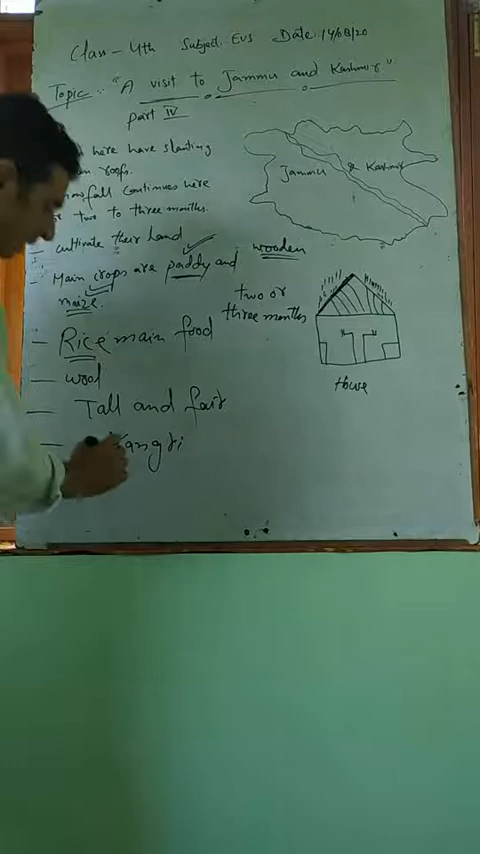 Class - 4th Subject. EVS Date. 14/08/20
Topic:- "A visit to Jammu and Kashmir"
part IV
here have slanting
roofs.
snowfall continues here
two to three months.
- cultivate their land
- Main crops are paddy and
maize.
wooden
two or
three months
- Rice main food
- wool
- Tall and fair
- Kangri
Jammu & Kashmir
House